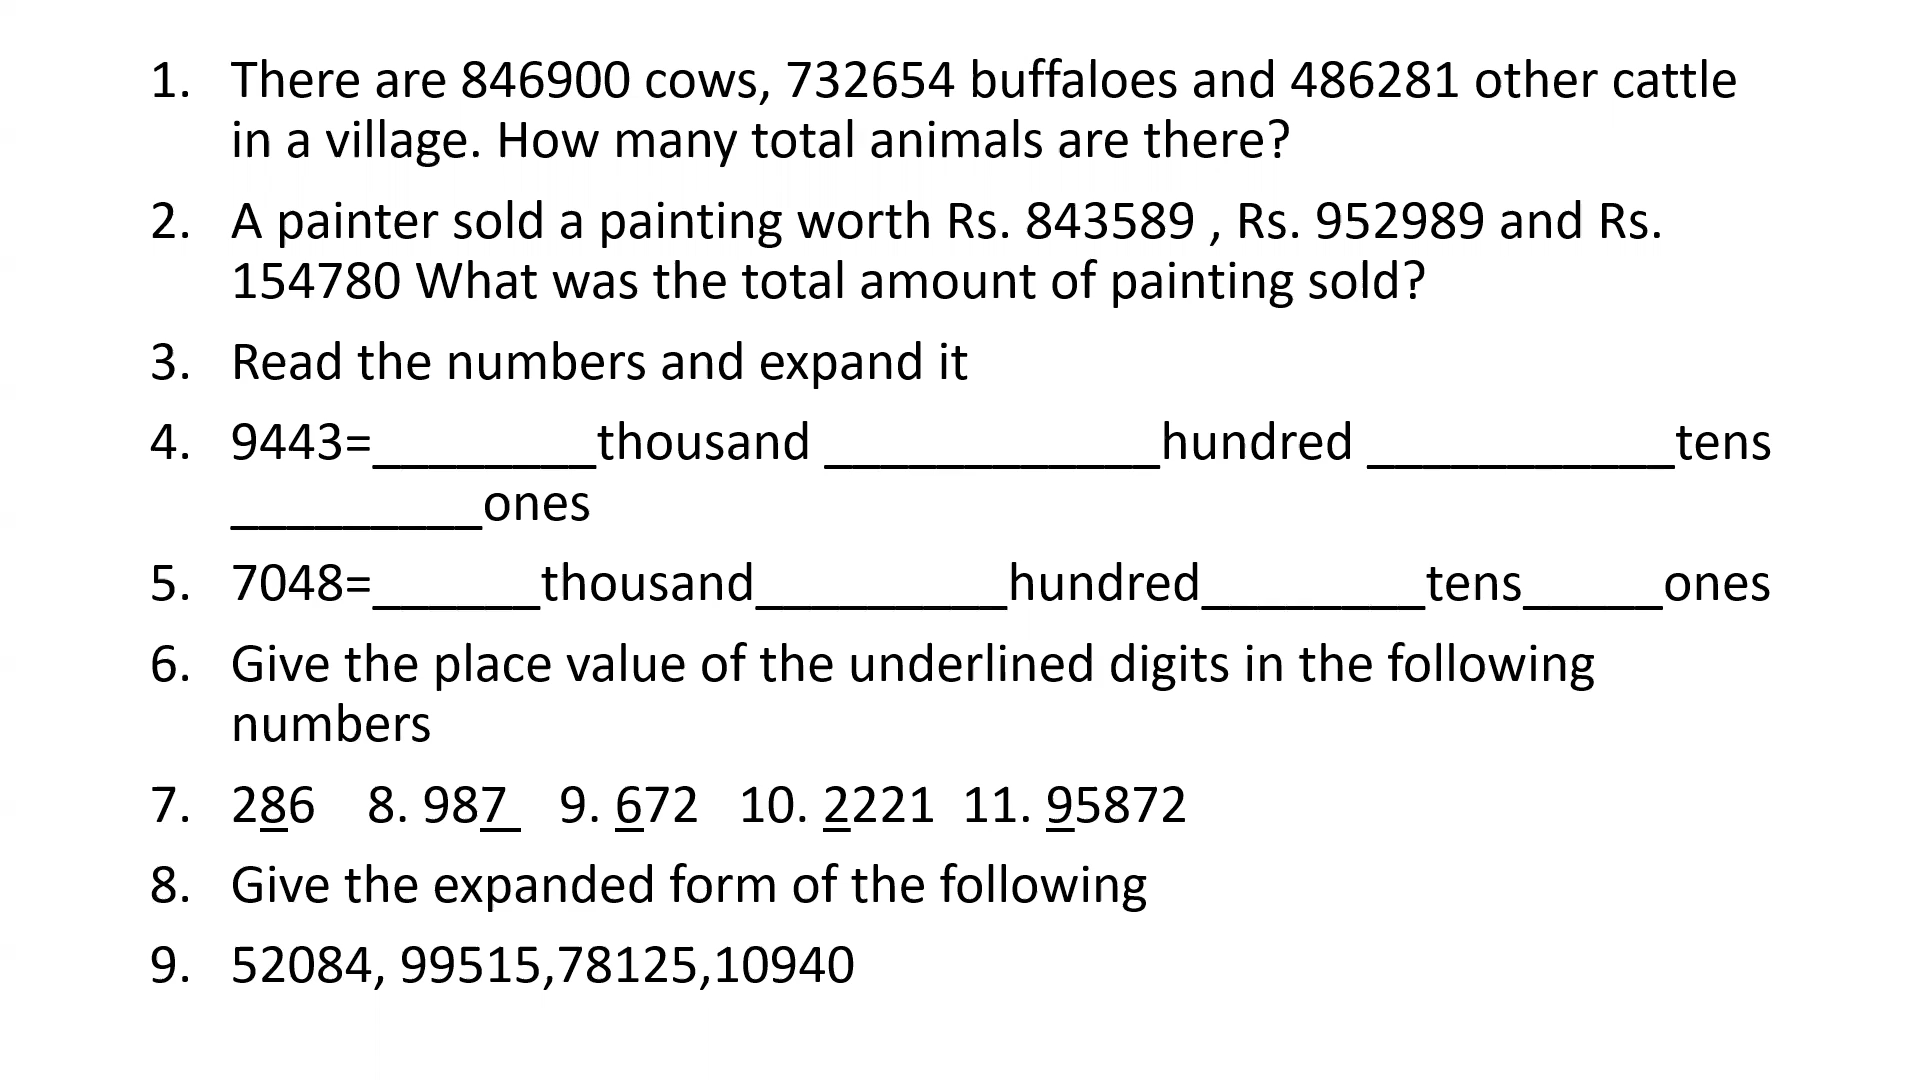 1. There are 846900 cows, 732654 buffaloes and 486281 other cattle
in a village. How many total animals are there?
2. A painter sold a painting worth Rs. 843589 , Rs. 952989 and Rs.
154780 What was the total amount of painting sold?
3. Read the numbers and expand it
4. 9443=________thousand ____________hundred ___________tens
_________ones
5. 7048=______thousand_________hundred________tens_____ones
6. Give the place value of the underlined digits in the following
numbers
7. 286 8. 987 9. 672 10. 2221 11. 95872
8. Give the expanded form of the following
9. 52084, 99515,78125,10940